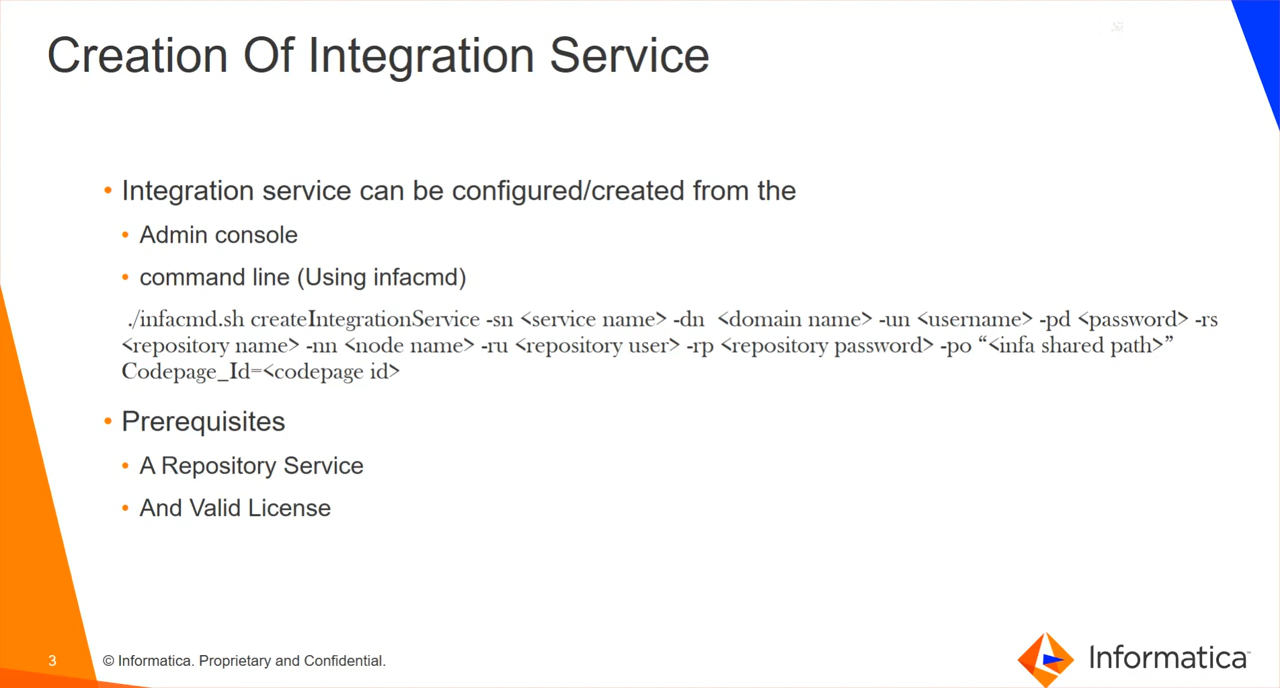 Creation Of Integration Service
• Integration service can be configured/created from the
• Admin console
• command line (Using infacmd)
./infacmd.sh createIntegrationService -sn <service name> -dn <domain name> -un <username> -pd <password> -rs
<repository name> -nn <node name> -ru <repository user> -rp <repository password> -po “<infa shared path>”
Codepage_Id=<codepage id>
• Prerequisites
• A Repository Service
• And Valid License
3
© Informatica. Proprietary and Confidential.
Informatica